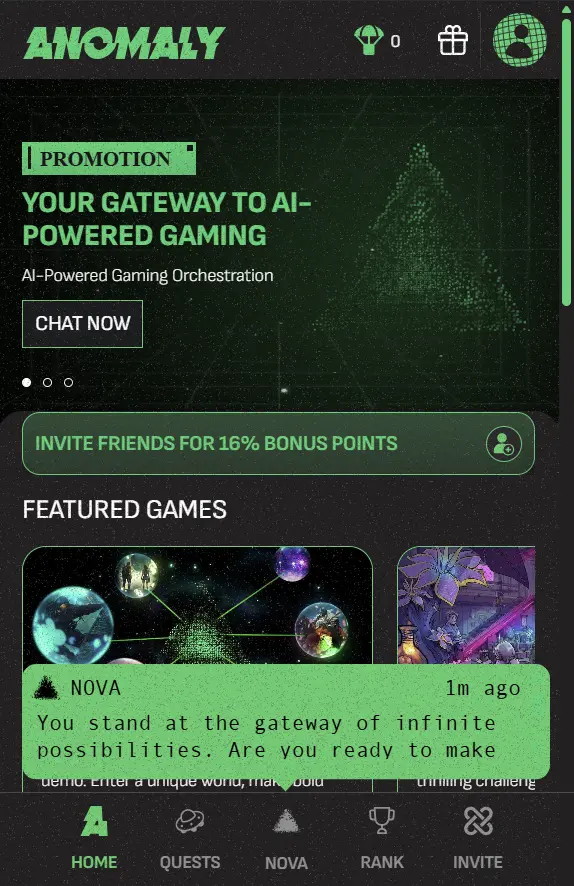 ANOMALY
0
PROMOTION
YOUR GATEWAY TO AI-
POWERED GAMING
AI-Powered Gaming Orchestration
CHAT NOW
INVITE FRIENDS FOR 16% BONUS POINTS
FEATURED GAMES
NOVA
1m ago
You stand at the gateway of infinite
possibilities. Are you ready to make
demo. Enter a unique world, make bold
thrilling challeng
HOME
QUESTS
NOVA
RANK
INVITE